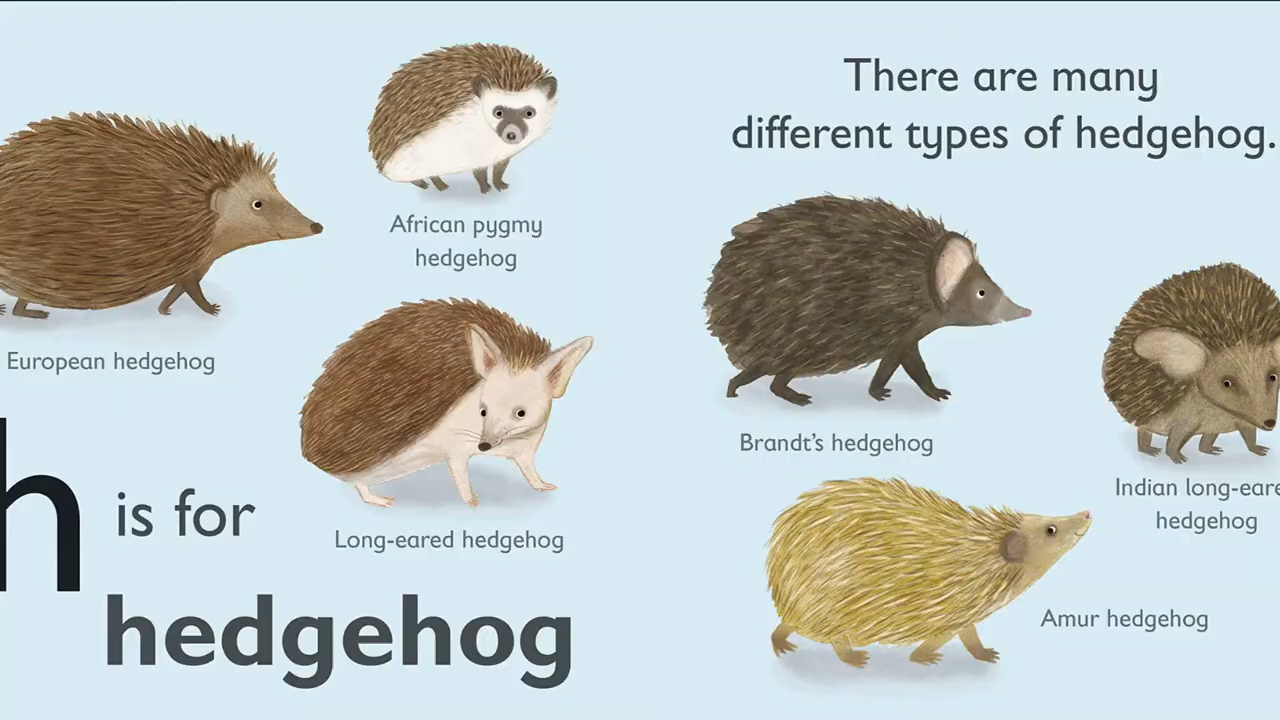 African pygmy
hedgehog
European hedgehog
Long-eared hedgehog
h is for
hedgehog
There are many
different types of hedgehog.
Brandt's hedgehog
Indian long-eare
hedgehog
Amur hedgehog